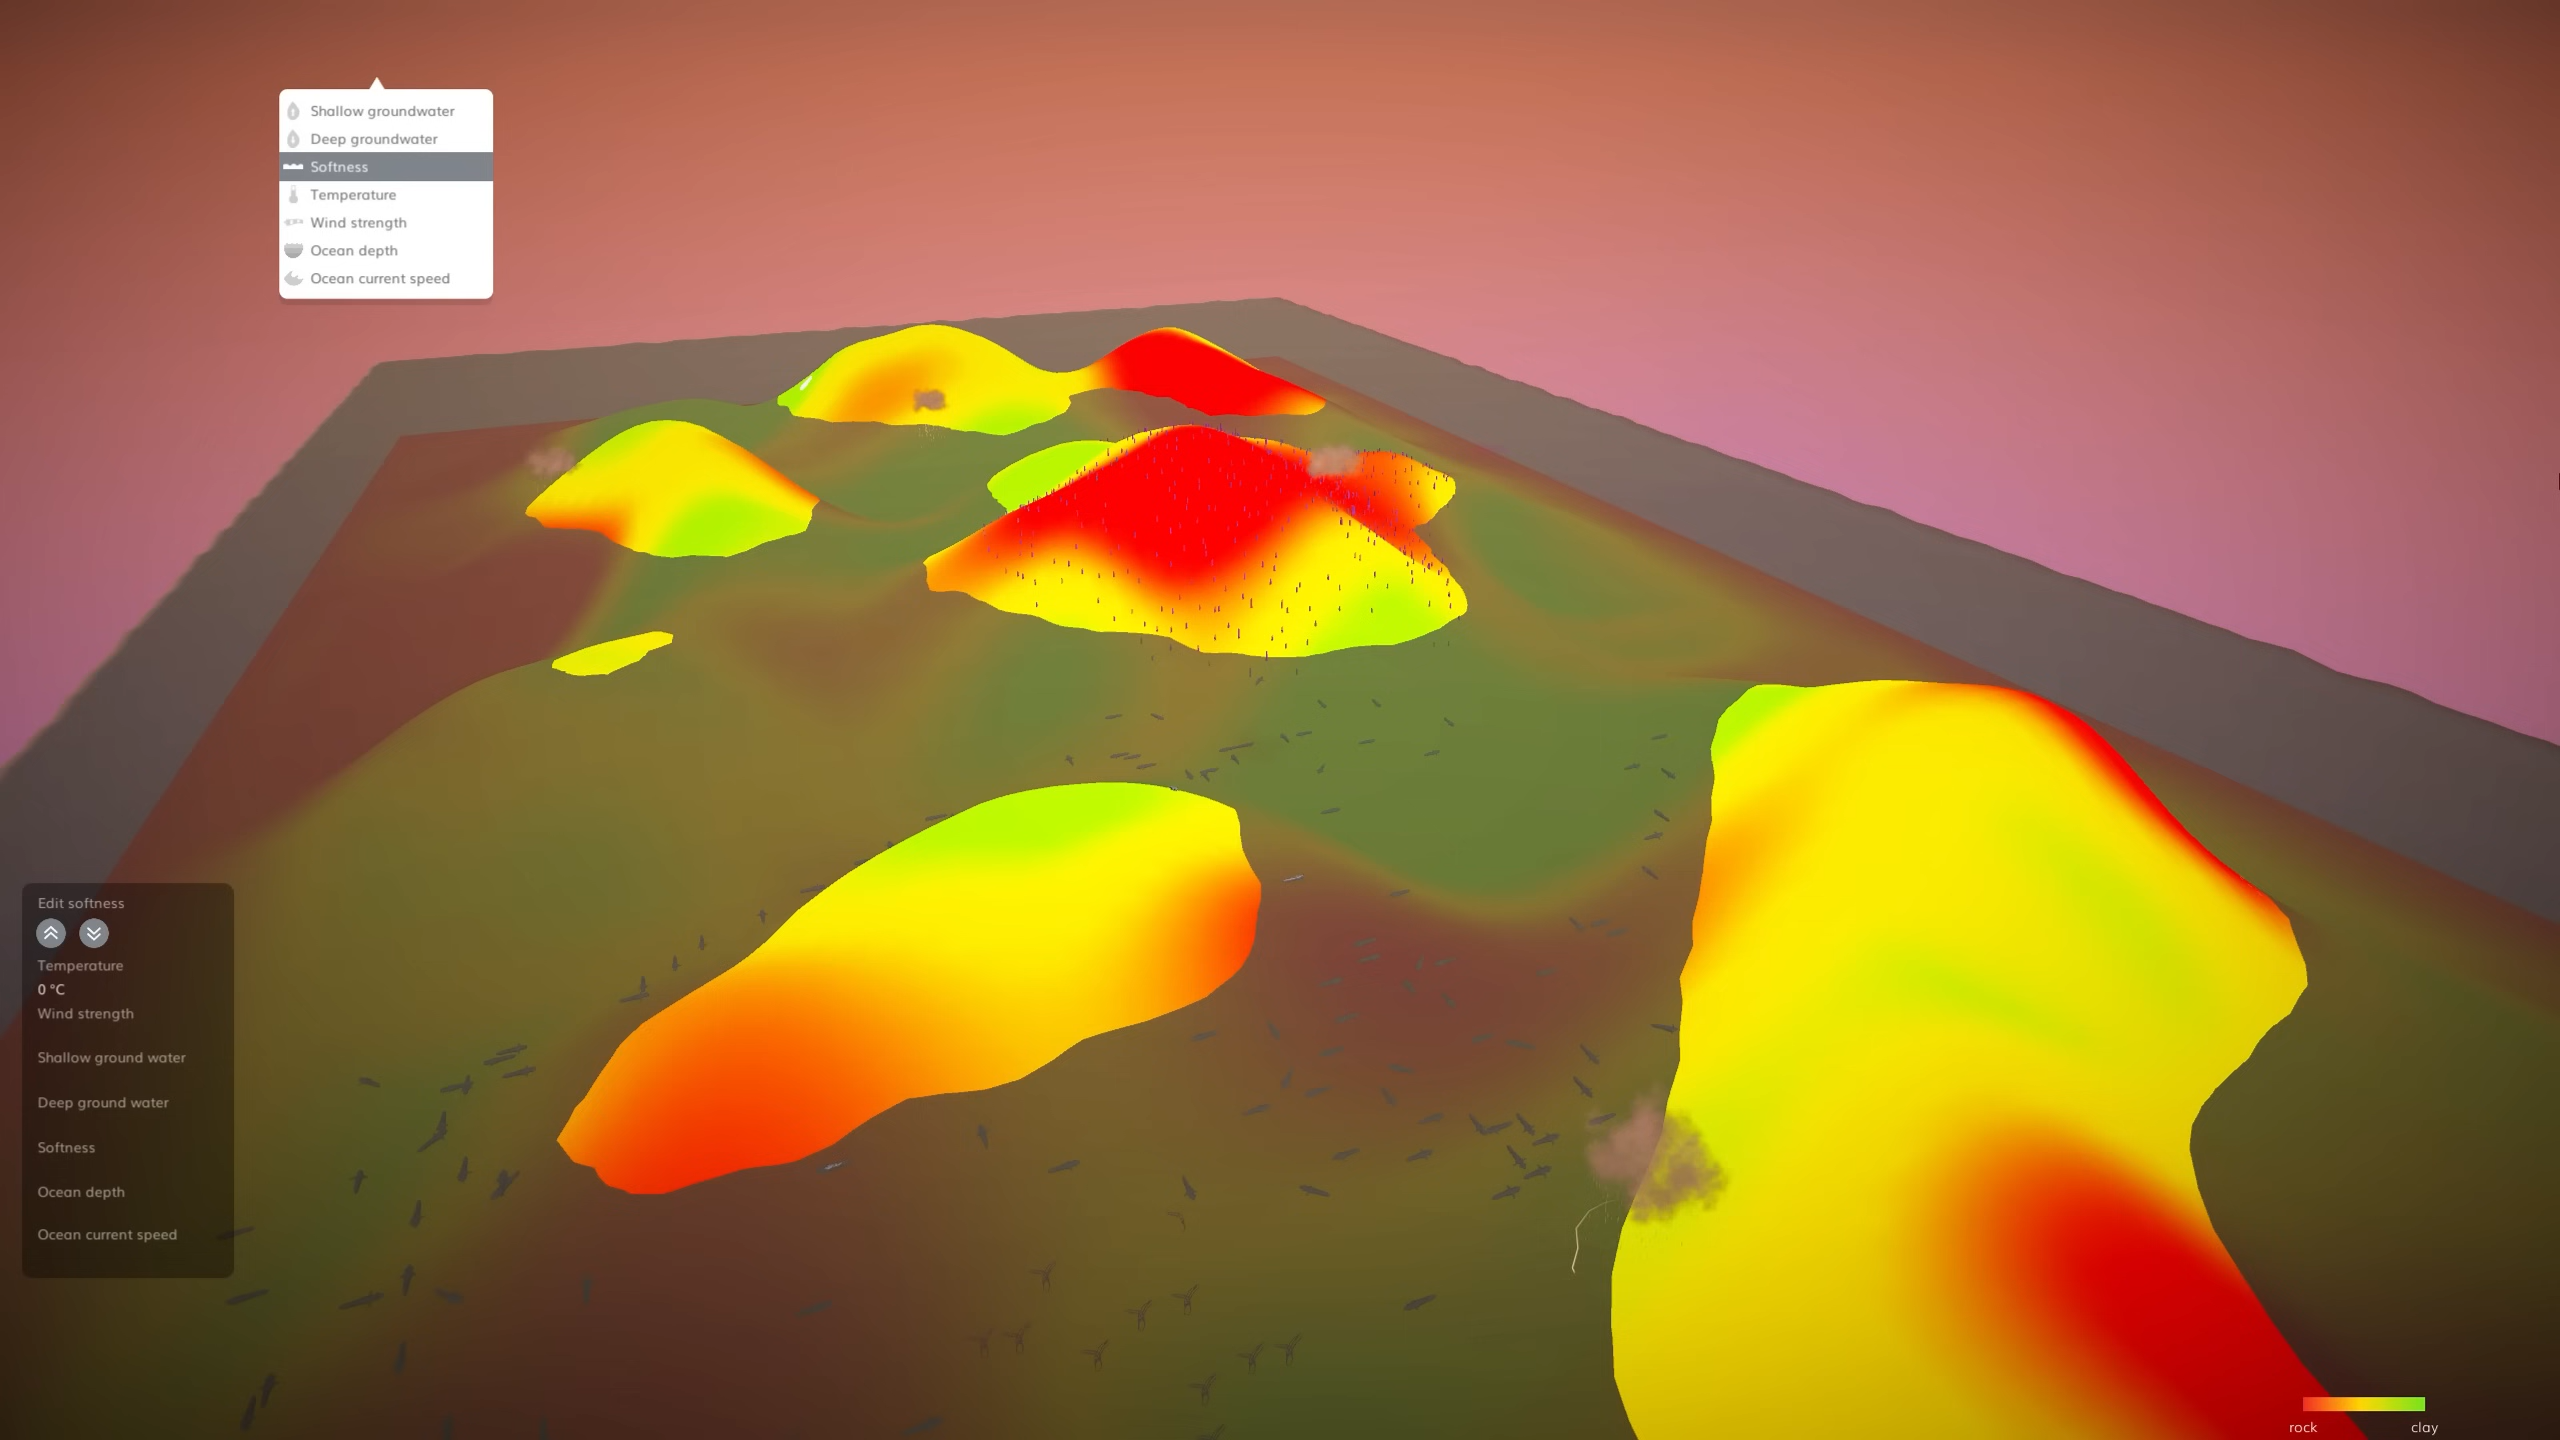 Shallow groundwater
Deep groundwater
Softness
Temperature
Wind strength
Ocean depth
Ocean current speed
Edit softness
Temperature
0 °C
Wind strength
Shallow ground water
Deep ground water
Softness
Ocean depth
Ocean current speed
rock clay